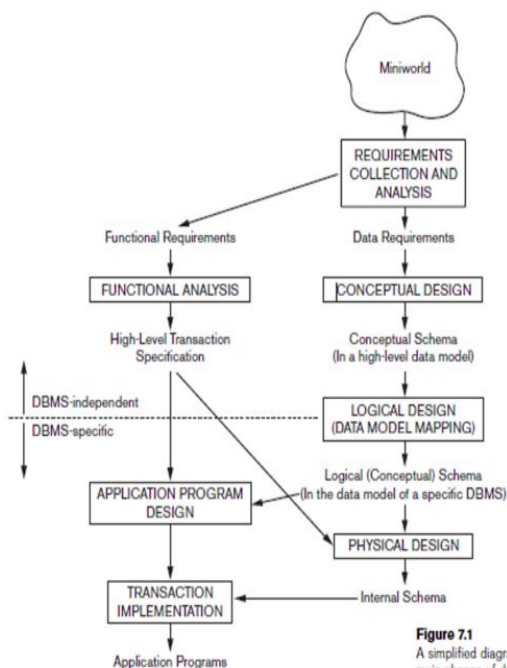 Miniworld
REQUIREMENTS
COLLECTION AND
ANALYSIS
Functional Requirements
Data Requirements
FUNCTIONAL ANALYSIS
CONCEPTUAL DESIGN
High-Level Transaction
Specification
Conceptual Schema
(In a high-level data model)
DBMS-independent
DBMS-specific
LOGICAL DESIGN
(DATA MODEL MAPPING)
Logical (Conceptual) Schema
(In the data model of a specific DBMS)
APPLICATION PROGRAM
DESIGN
PHYSICAL DESIGN
TRANSACTION
IMPLEMENTATION
Internal Schema
Application Programs
Figure 7.1
A simplified diagr